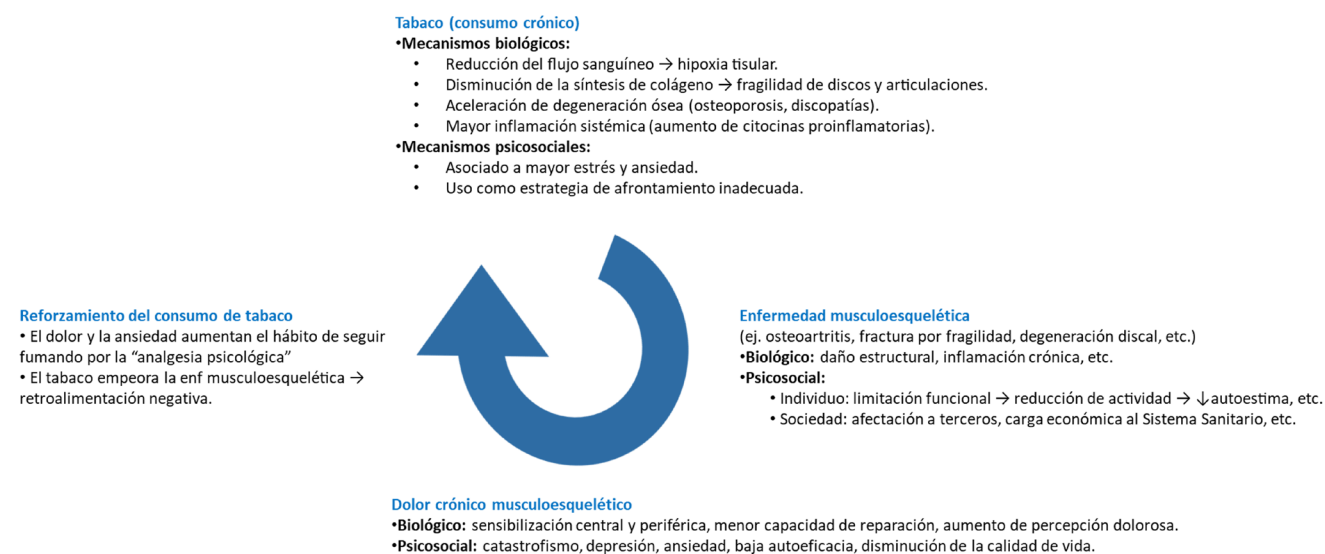 Tabaco (consumo crónico)
•Mecanismos biológicos:
• Reducción del flujo sanguíneo → hipoxia tisular.
• Disminución de la síntesis de colágeno → fragilidad de discos y articulaciones.
• Aceleración de degeneración ósea (osteoporosis, discopatías).
• Mayor inflamación sistémica (aumento de citocinas proinflamatorias).
•Mecanismos psicosociales:
• Asociado a mayor estrés y ansiedad.
• Uso como estrategia de afrontamiento inadecuada.
Enfermedad musculoesquelética
(ej. osteoartritis, fractura por fragilidad, degeneración discal, etc.)
•Biológico: daño estructural, inflamación crónica, etc.
•Psicosocial:
• Individuo: limitación funcional → reducción de actividad → ↓autoestima, etc.
• Sociedad: afectación a terceros, carga económica al Sistema Sanitario, etc.
Dolor crónico musculoesquelético
•Biológico: sensibilización central y periférica, menor capacidad de reparación, aumento de percepción dolorosa.
•Psicosocial: catastrofismo, depresión, ansiedad, baja autoeficacia, disminución de la calidad de vida.
Reforzamiento del consumo de tabaco
• El dolor y la ansiedad aumentan el hábito de seguir
fumando por la “analgesia psicológica”
• El tabaco empeora la enf musculoesquelética →
retroalimentación negativa.